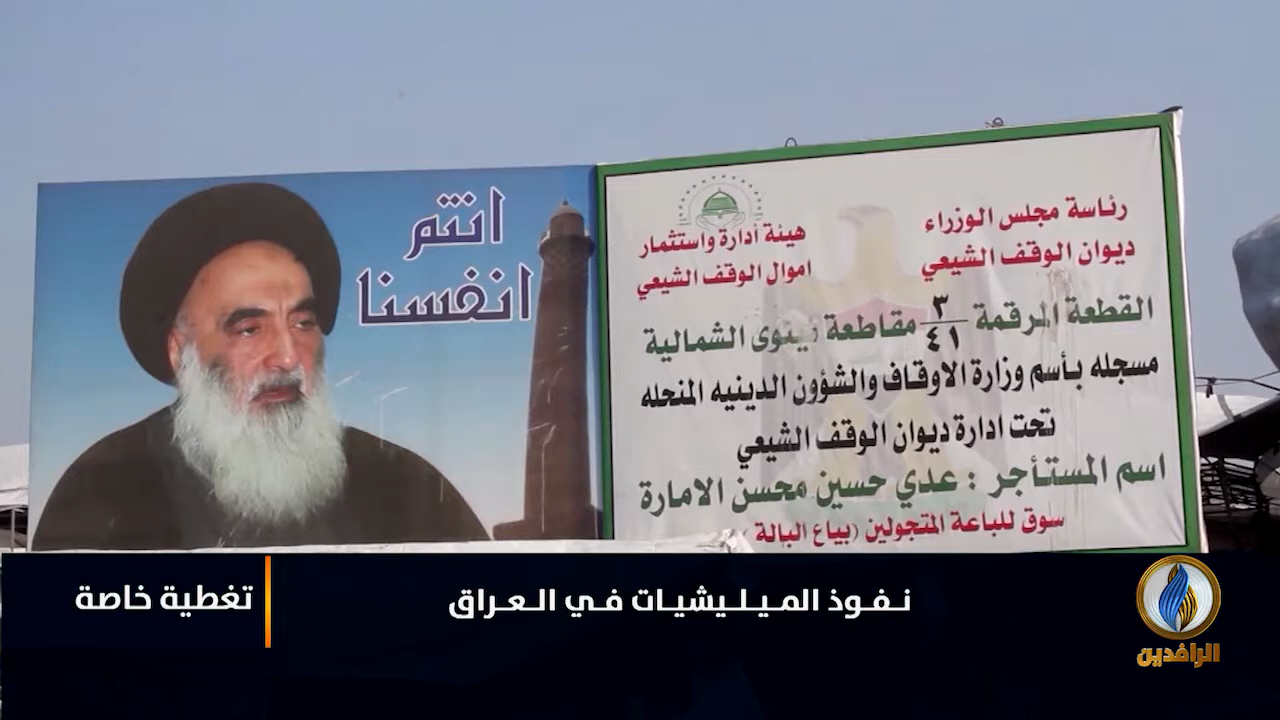 انتم
انفسنا
رئاسة مجلس الوزراء
ديوان الوقف الشيعي
هيئة أدارة واستثمار
اموال الوقف الشيعي
القطعة المرقمة ٣/٤١ مقاطعة نينوى الشمالية
مسجله بأسم وزارة الاوقاف والشؤون الدينيه المنحله
تحت ادارة ديوان الوقف الشيعي
اسم المستأجر : عدي حسين محسن الامارة
سوق للباعة المتجولين (بياع البالة)
نفوذ الميليشيات في العراق
تغطية خاصة
الرافدين